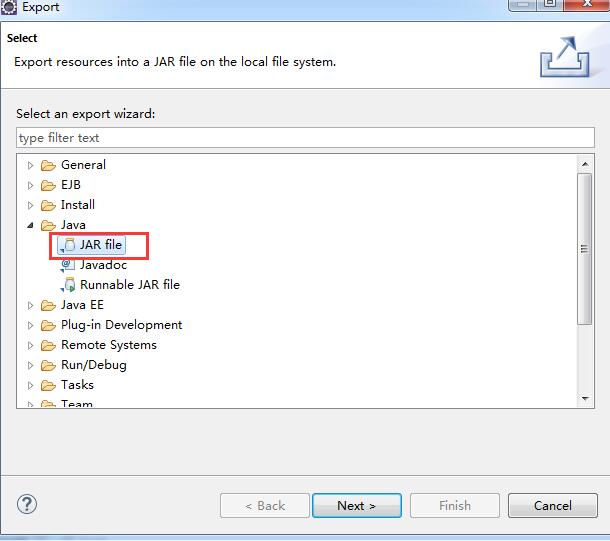 Export
Select
Export resources into a JAR file on the local file system.
Select an export wizard:
type filter text
General
EJB
Install
Java
JAR file
Javadoc
Runnable JAR file
Java EE
Plug-in Development
Remote Systems
Run/Debug
Tasks
Team
< Back
Next >
Finish
Cancel